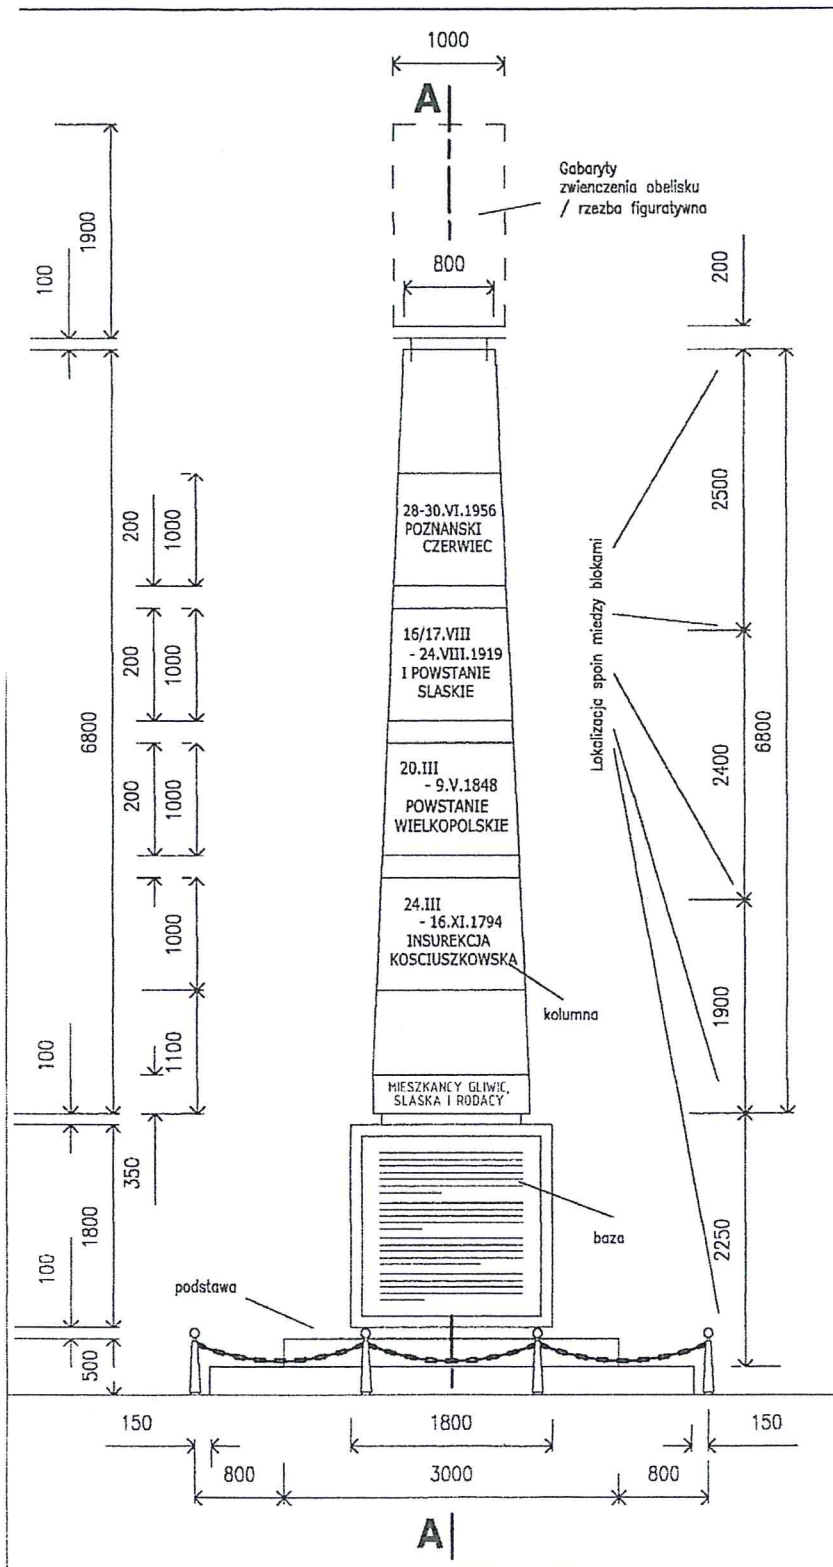 1000
A
Gabaryty
zwienczenia obelisku
/ rzezba figuratywna
1900
100
800
200
28-30.VI.1956
POZNANSKI
CZERWIEC
200
1000
2500
16/17.VIII
- 24.VIII.1919
I POWSTANIE
SLASKIE
200
1000
Lokalizacja spoin miedzy blokami
6800
20.III
- 9.V.1848
POWSTANIE
WIELKOPOLSKIE
200
1000
2400
6800
24.III
- 16.XI.1794
INSUREKCJA
KOSCIUSZKOWSKA
1000
kolumna
1900
100
1100
MIESZKANCY GLIWIC,
SLASKA I RODACY
350
1800
baza
2250
100
podstawa
500
150
1800
150
800
3000
800
A